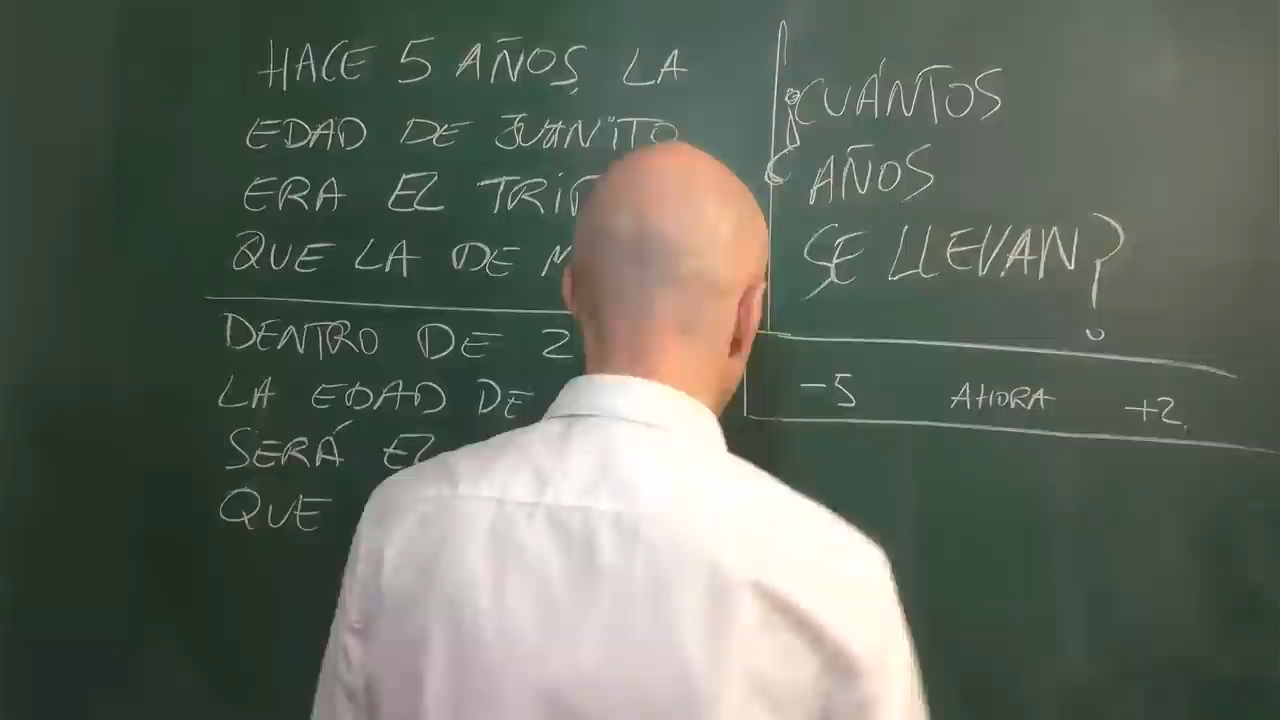 HACE 5 AÑOS, LA
EDAD DE JUANITO
ERA EL
QUE LA DE
DENTRO DE 2
LA EDAD DE
SERÁ EL
QUE
¿CUÁNTOS
AÑOS
SE LLEVAN?
-5 AHORA +2